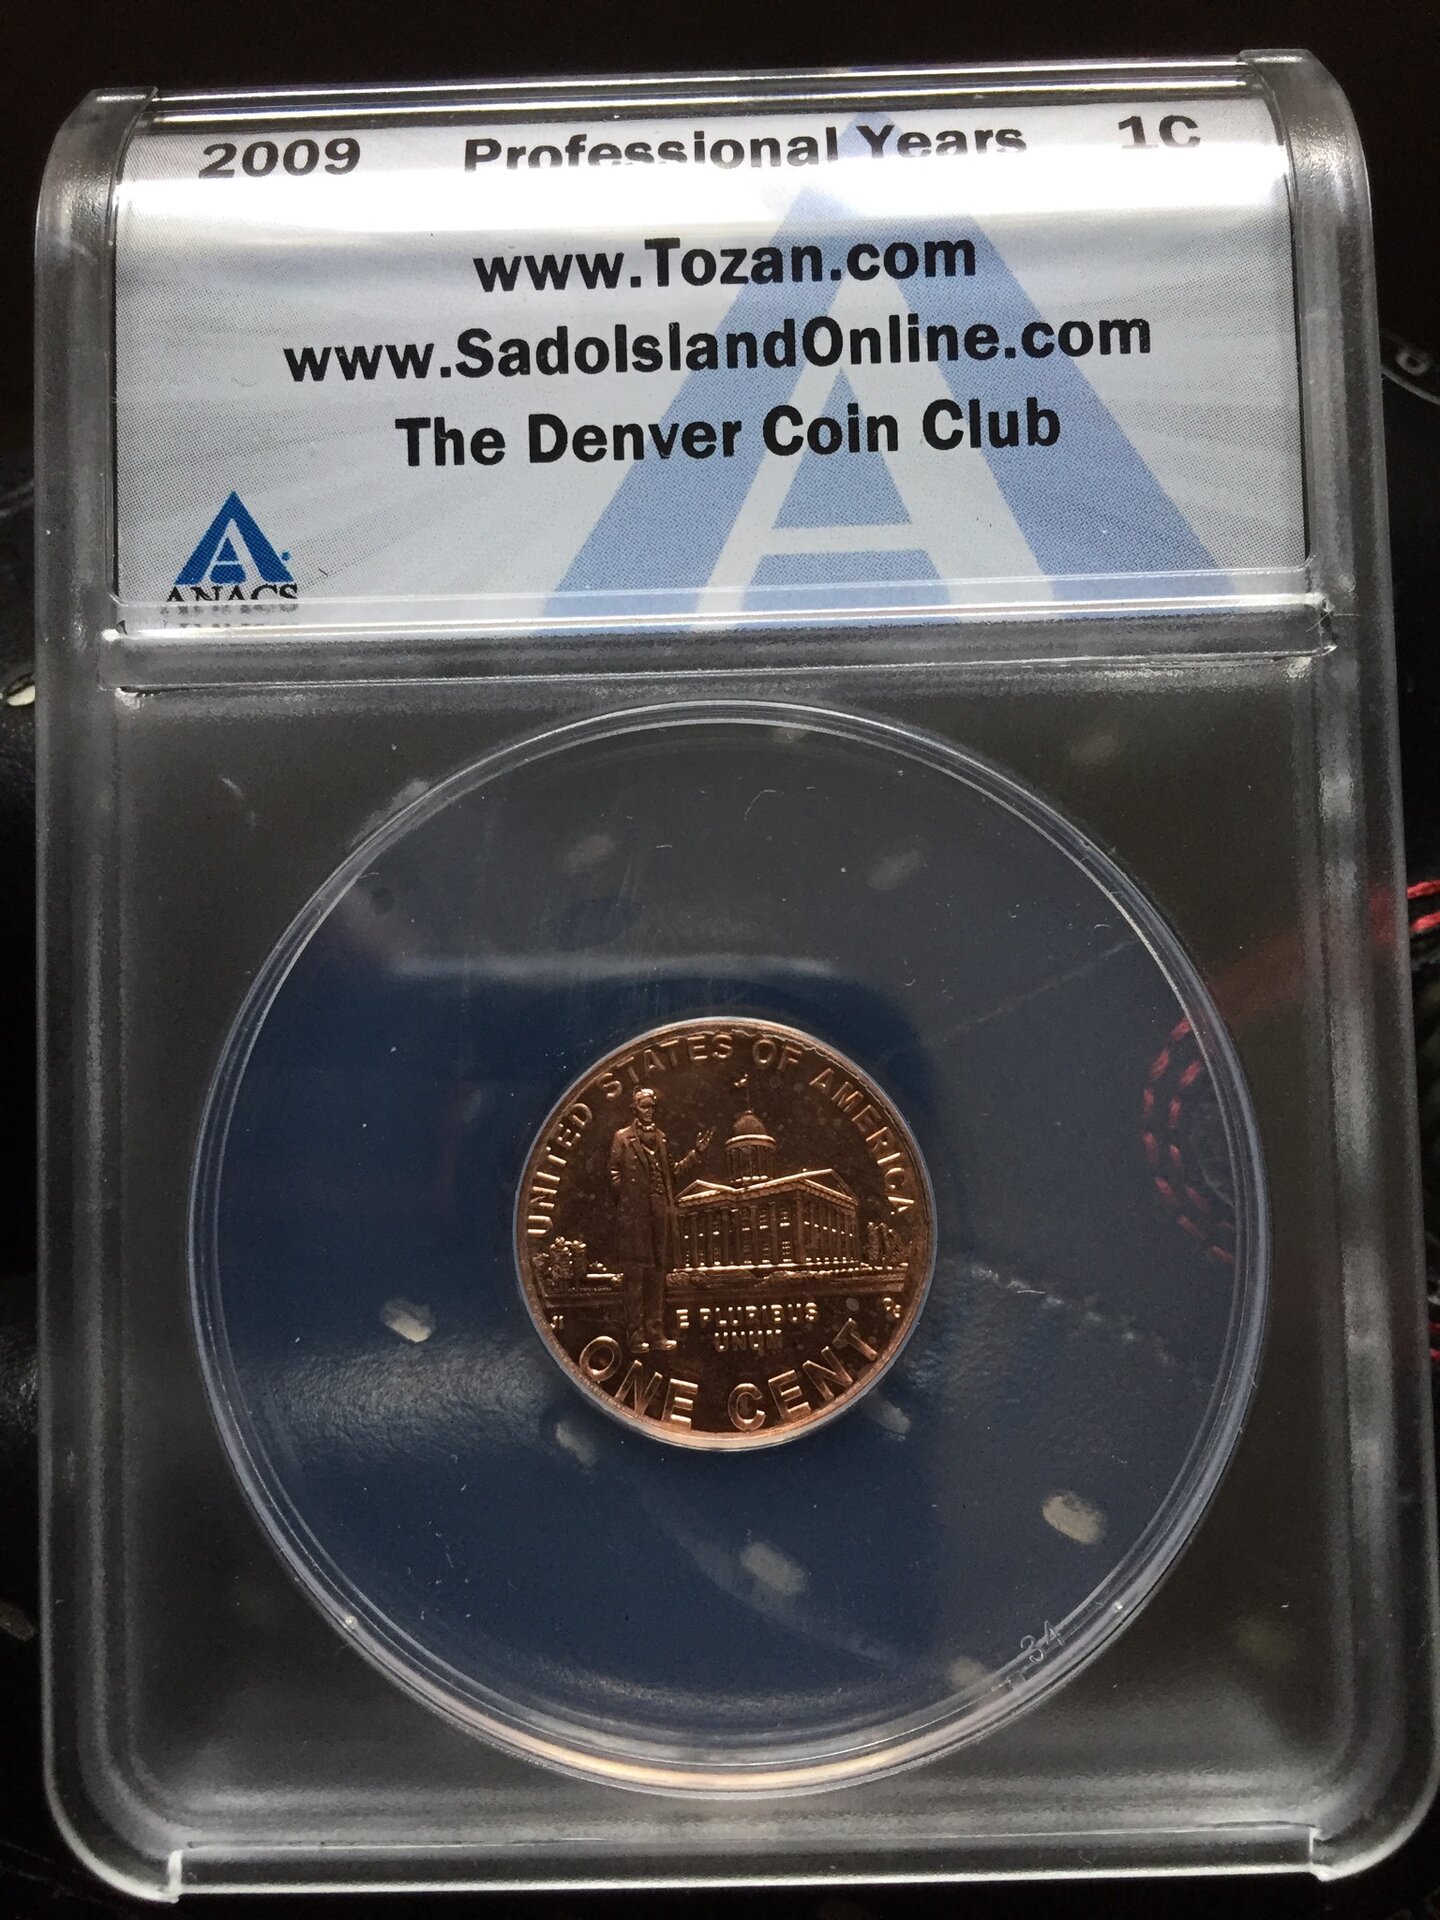 2009 Professional Years 1C
www.Tozan.com
www.SadoIslandOnline.com
The Denver Coin Club
ANACS
UNITED STATES OF AMERICA
E PLURIBUS
UNUM
ONE CENT
34